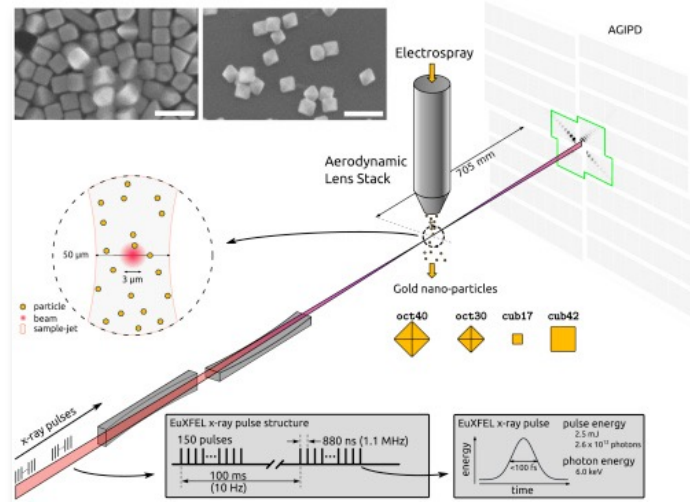 AGIPD
Electrospray
705 mm
Aerodynamic
Lens Stack
50 µm
3 µm
particle
beam
sample-jet
Gold nano-particles
oct40 oct30 cub17 cub42
x-ray pulses
EuXFEL x-ray pulse structure
150 pulses
880 ns (1.1 MHz)
100 ms
(10 Hz)
EuXFEL x-ray pulse
energy
<100 fs
time
pulse energy
2.5 mJ
2.6 x 10¹² photons
photon energy
6.0 keV